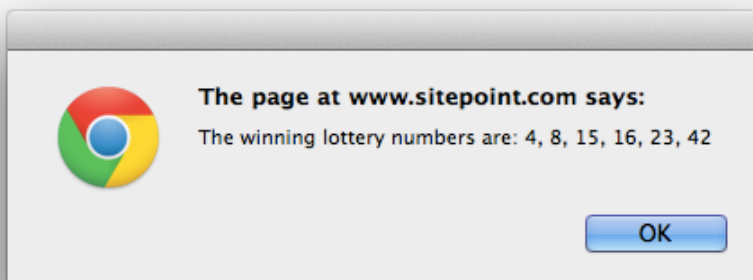 The page at www.sitepoint.com says:
The winning lottery numbers are: 4, 8, 15, 16, 23, 42
OK